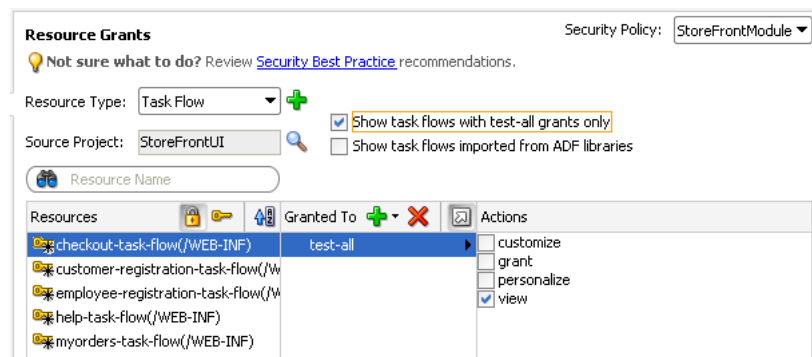 Resource Grants
Security Policy: StoreFrontModule
Not sure what to do? Review Security Best Practice recommendations.
Resource Type: Task Flow
Show task flows with test-all grants only
Source Project: StoreFrontUI
Show task flows imported from ADF libraries
Resource Name
Resources Granted To Actions
checkout-task-flow(/WEB-INF) test-all customize
grant
customer-registration-task-flow(/W
personalize
employee-registration-task-flow(/W
view
help-task-flow(/WEB-INF)
myorders-task-flow(/WEB-INF)